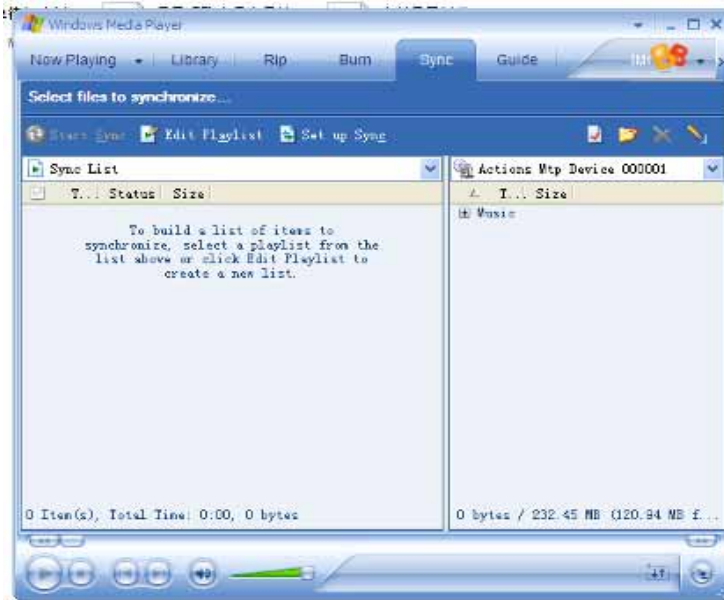 Windows Media Player
Now Playing Library Rip Burn Sync Guide
Select files to synchronize...
Start Sync Edit Playlist Set up Sync
Sync List Actions Mtp Device 000001
T... Status Size T... Size
Music
To build a list of items to
synchronize, select a playlist from the
list above or click Edit Playlist to
create a new list.
0 Item(s), Total Time: 0:00, 0 bytes 0 bytes / 232.45 MB (120.94 MB f...